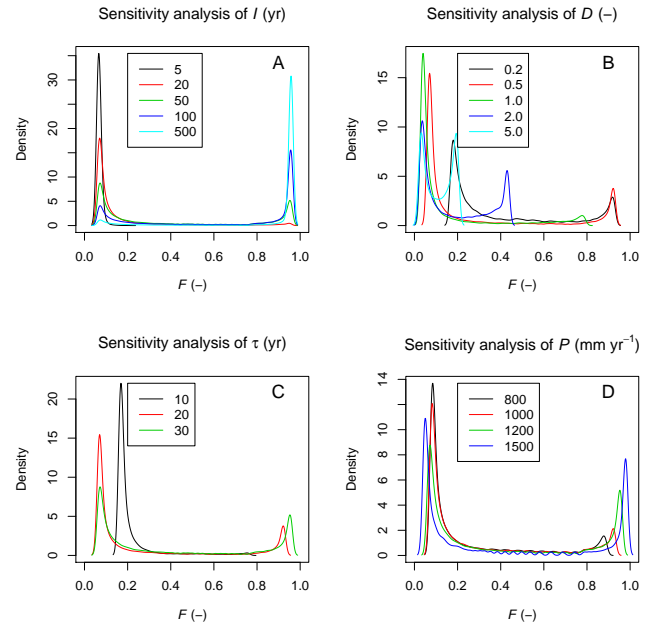 Sensitivity analysis of I (yr)
A
5
20
50
100
500
Density
0
5
10
20
30
0.0 0.2 0.4 0.6 0.8 1.0
F (−)
Sensitivity analysis of D (−)
B
0.2
0.5
1.0
2.0
5.0
Density
0
5
10
15
0.0 0.2 0.4 0.6 0.8 1.0
F (−)
Sensitivity analysis of τ (yr)
C
10
20
30
Density
0
5
10
15
20
0.0 0.2 0.4 0.6 0.8 1.0
F (−)
Sensitivity analysis of P (mm yr⁻¹)
D
800
1000
1200
1500
Density
0
2
4
6
8
10
14
0.0 0.2 0.4 0.6 0.8 1.0
F (−)